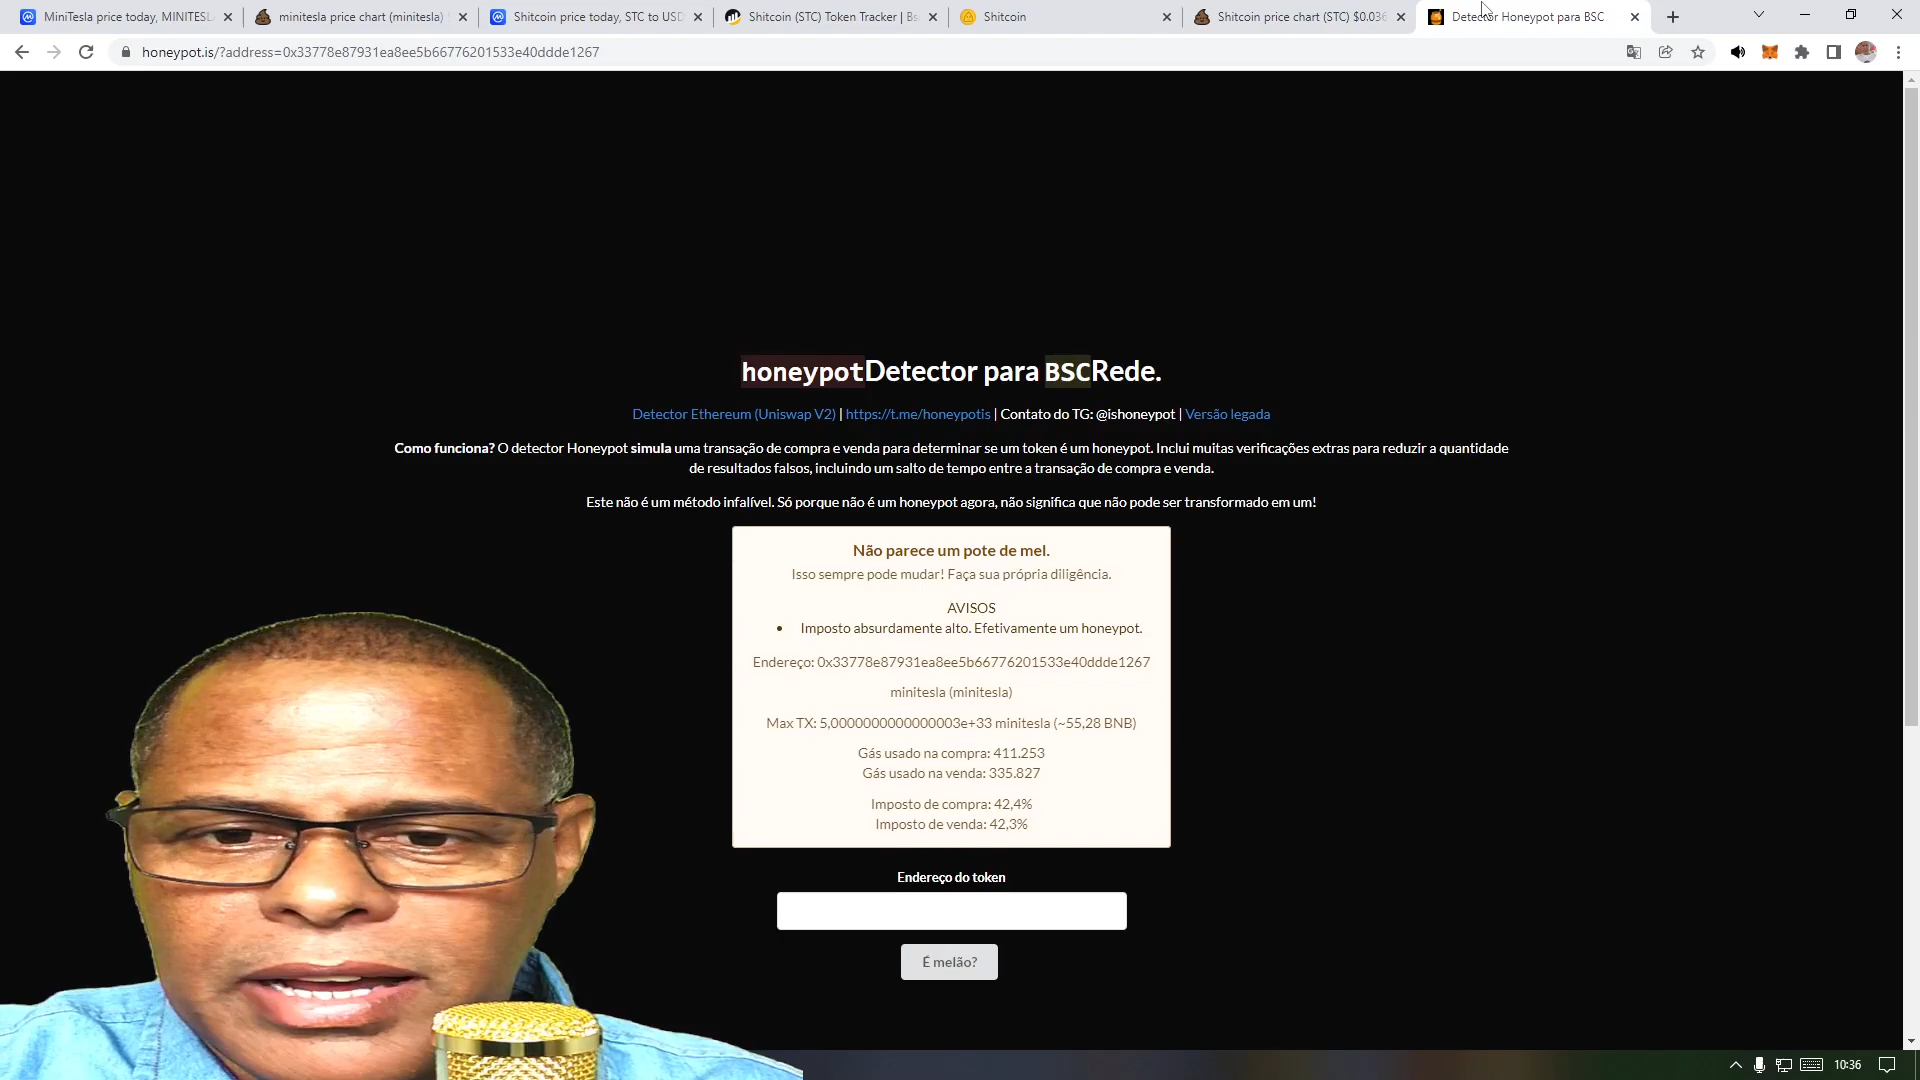 MiniTesla price today, MINITESL
minitesla price chart (minitesla)
Shitcoin price today, STC to USD
Shitcoin (STC) Token Tracker | Bs
Shitcoin
Shitcoin price chart (STC) $0.036
Detector Honeypot para BSC
honeypot.is/?address=0x33778e87931ea8ee5b66776201533e40ddde1267
honeypotDetector para BSCRede.
Detector Ethereum (Uniswap V2) | https://t.me/honeypotis | Contato do TG: @ishoneypot | Versão legada
Como funciona? O detector Honeypot simula uma transação de compra e venda para determinar se um token é um honeypot. Inclui muitas verificações extras para reduzir a quantidade
de resultados falsos, incluindo um salto de tempo entre a transação de compra e venda.
Este não é um método infalível. Só porque não é um honeypot agora, não significa que não pode ser transformado em um!
Não parece um pote de mel.
Isso sempre pode mudar! Faça sua própria diligência.
AVISOS
• Imposto absurdamente alto. Efetivamente um honeypot.
Endereço: 0x33778e87931ea8ee5b66776201533e40ddde1267
minitesla (minitesla)
Max TX: 5,0000000000000003e+33 minitesla (~55,28 BNB)
Gás usado na compra: 411.253
Gás usado na venda: 335.827
Imposto de compra: 42,4%
Imposto de venda: 42,3%
Endereço do token
É melão?
10:36